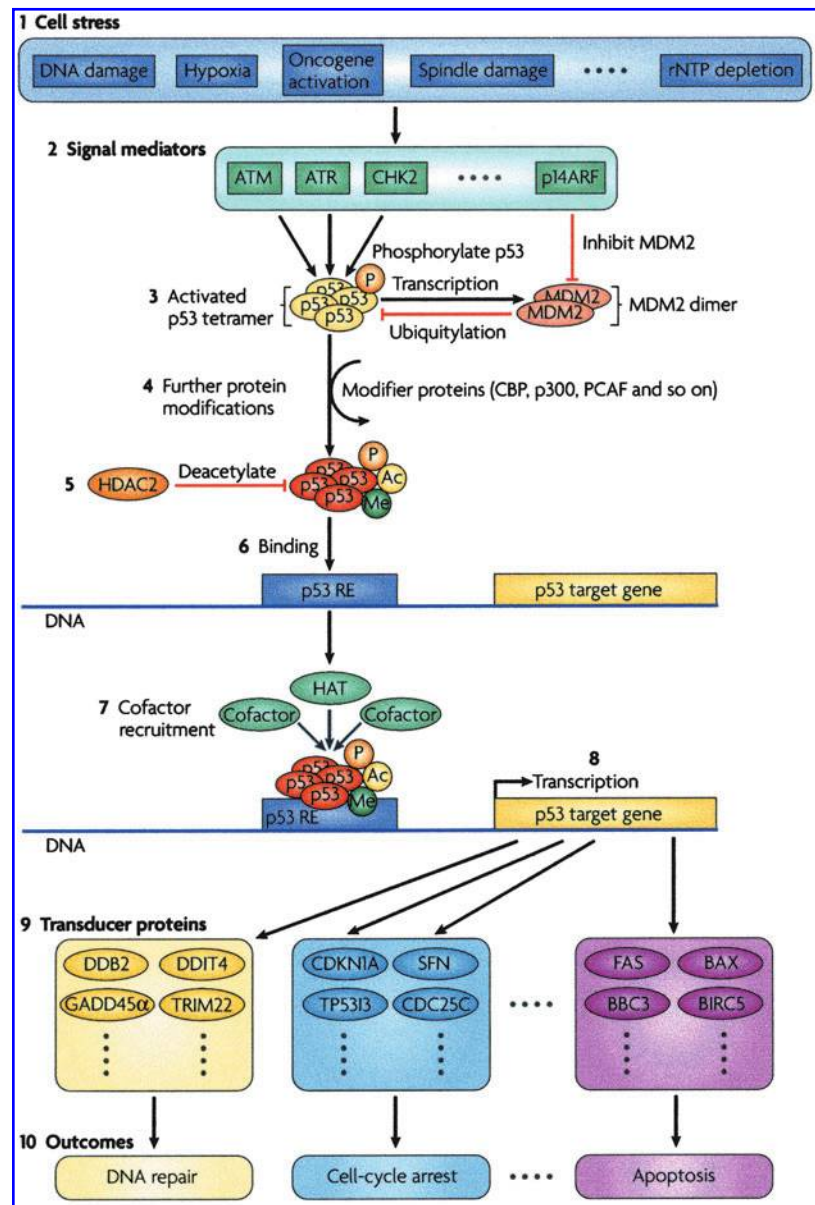 1 Cell stress
DNA damage
Hypoxia
Oncogene
activation
Spindle damage
....
rNTP depletion
2 Signal mediators
ATM
ATR
CHK2
....
p14ARF
Phosphorylate p53
Inhibit MDM2
3 Activated
p53 tetramer
p53
p53
p53
p53
P
Transcription
Ubiquitylation
MDM2
MDM2
MDM2 dimer
4 Further protein
modifications
Modifier proteins (CBP, p300, PCAF and so on)
5
HDAC2
Deacetylate
p53
p53
p53
p53
P
Ac
Me
6 Binding
p53 RE
p53 target gene
DNA
7 Cofactor
recruitment
HAT
Cofactor
Cofactor
p53
p53
p53
p53
P
Ac
Me
p53 RE
8
Transcription
p53 target gene
DNA
9 Transducer proteins
DDB2
DDIT4
GADD45α
TRIM22
CDKN1A
SFN
TP53I3
CDC25C
....
FAS
BAX
BBC3
BIRC5
10 Outcomes
DNA repair
Cell-cycle arrest
....
Apoptosis